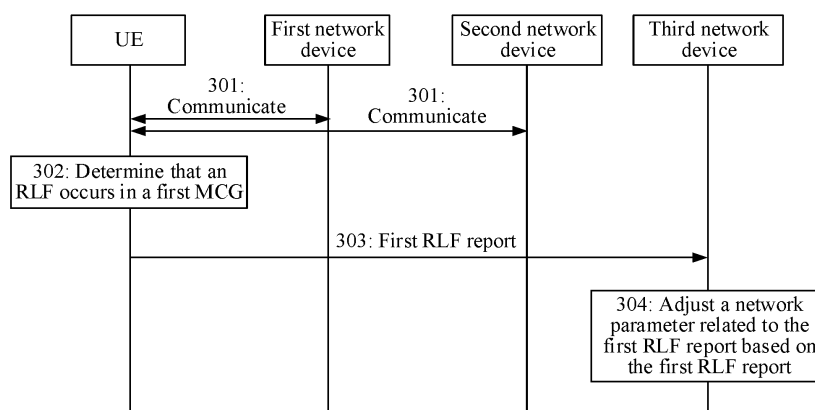 UE
First network
device
Second network
device
Third network
device
301:
Communicate
301:
Communicate
302: Determine that an
RLF occurs in a first MCG
303: First RLF report
304: Adjust a network
parameter related to the
first RLF report based on
the first RLF report